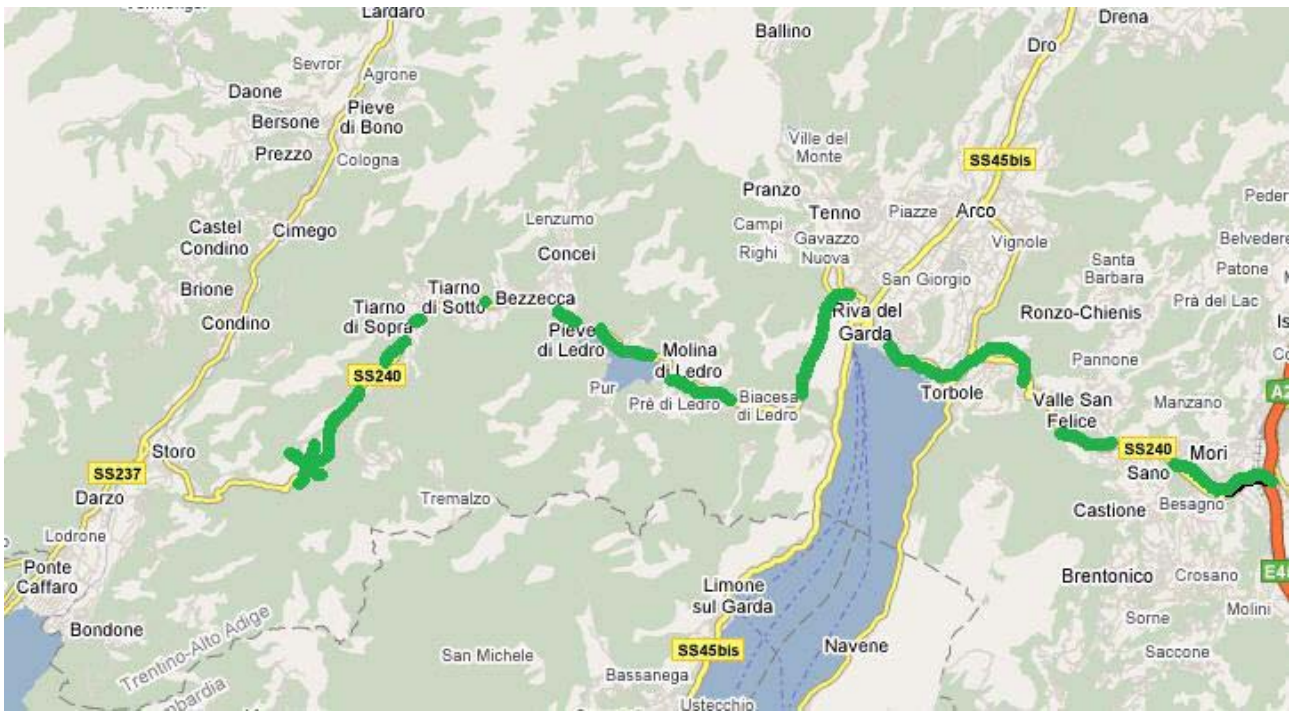 Lardaro
Drena
Ballino
Dro
Sevror
Agrone
Daone
Pieve
di Bono
Bersone
Prezzo
Cologna
Ville del
Monte
SS45bis
Pranzo
Tenno
Piazze
Arco
Castel
Condino
Cimego
Lenzumo
Campi
Righi
Gavazzo
Nuova
Vignole
Belvedere
Concei
San Giorgio
Santa
Barbara
Patone
Brione
Tiarno
di Sotto
Bezzecca
Prà del Lac
Condino
Tiarno
di Sopra
Riva del
Garda
Ronzo-Chienis
Pieve
di Ledro
Molina
di Ledro
Pannone
SS240
Pur
Prè di Ledro
Biacesa
di Ledro
Torbole
Valle San
Felice
Manzano
Storo
SS240
Mori
SS237
Sano
Darzo
Tremalzo
Castione
Besagno
Lodrone
Ponte
Caffaro
Limone
sul Garda
Brentonico
Crosano
Molini
Bondone
Sorne
Trentino-Alto Adige
San Michele
SS45bis
Navene
Saccone
Bassanega
Ustecchio